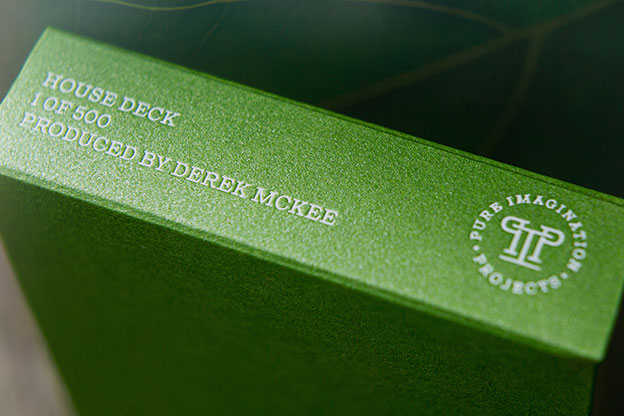 HOUSE DECK
1 OF 500
PRODUCED BY DEREK MCKEE
PURE IMAGINATION
PROJECTS